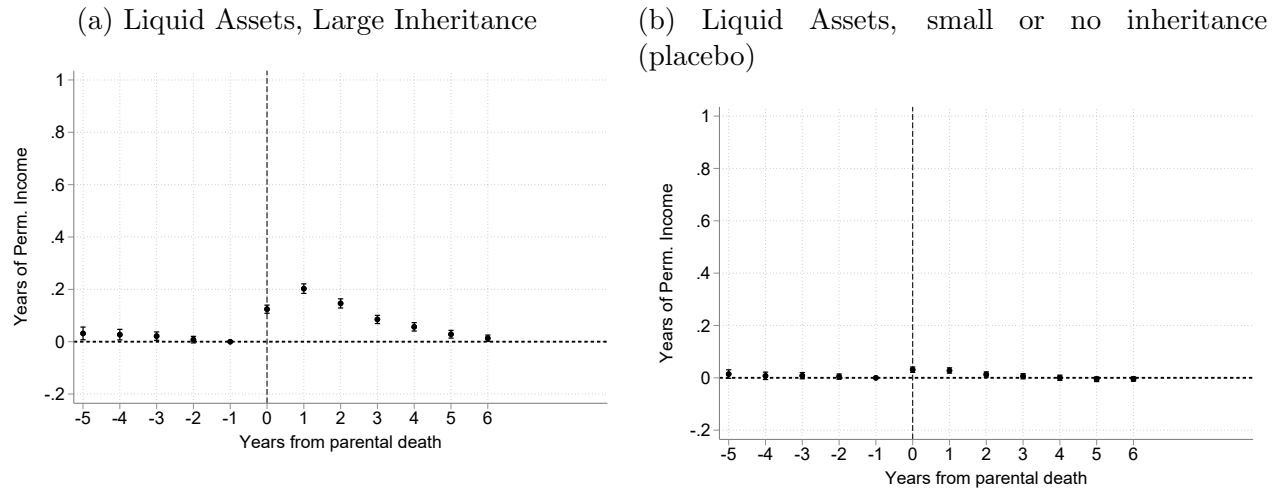 (a) Liquid Assets, Large Inheritance
1
.8
.6
.4
.2
0
-.2
Years of Perm. Income
-5 -4 -3 -2 -1 0 1 2 3 4 5 6
Years from parental death
(b) Liquid Assets, small or no inheritance
(placebo)
1
.8
.6
.4
.2
0
-.2
Years of Perm. Income
-5 -4 -3 -2 -1 0 1 2 3 4 5 6
Years from parental death